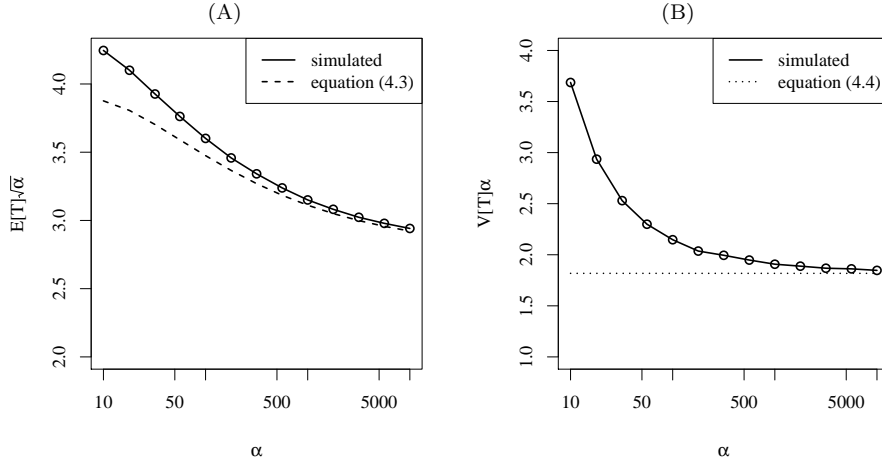 (A)
simulated
equation (4.3)
E[T]√α
4.0
3.5
3.0
2.5
2.0
10 50 500 5000
α
(B)
simulated
equation (4.4)
V[T]α
4.0
3.5
3.0
2.5
2.0
1.5
1.0
10 50 500 5000
α